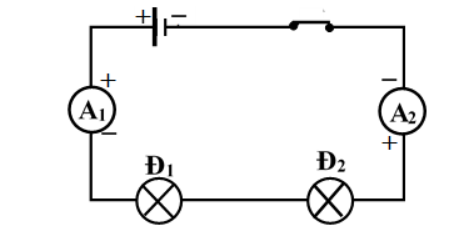 + −
+ −
A₁ A₂
− +
Đ₁ Đ₂